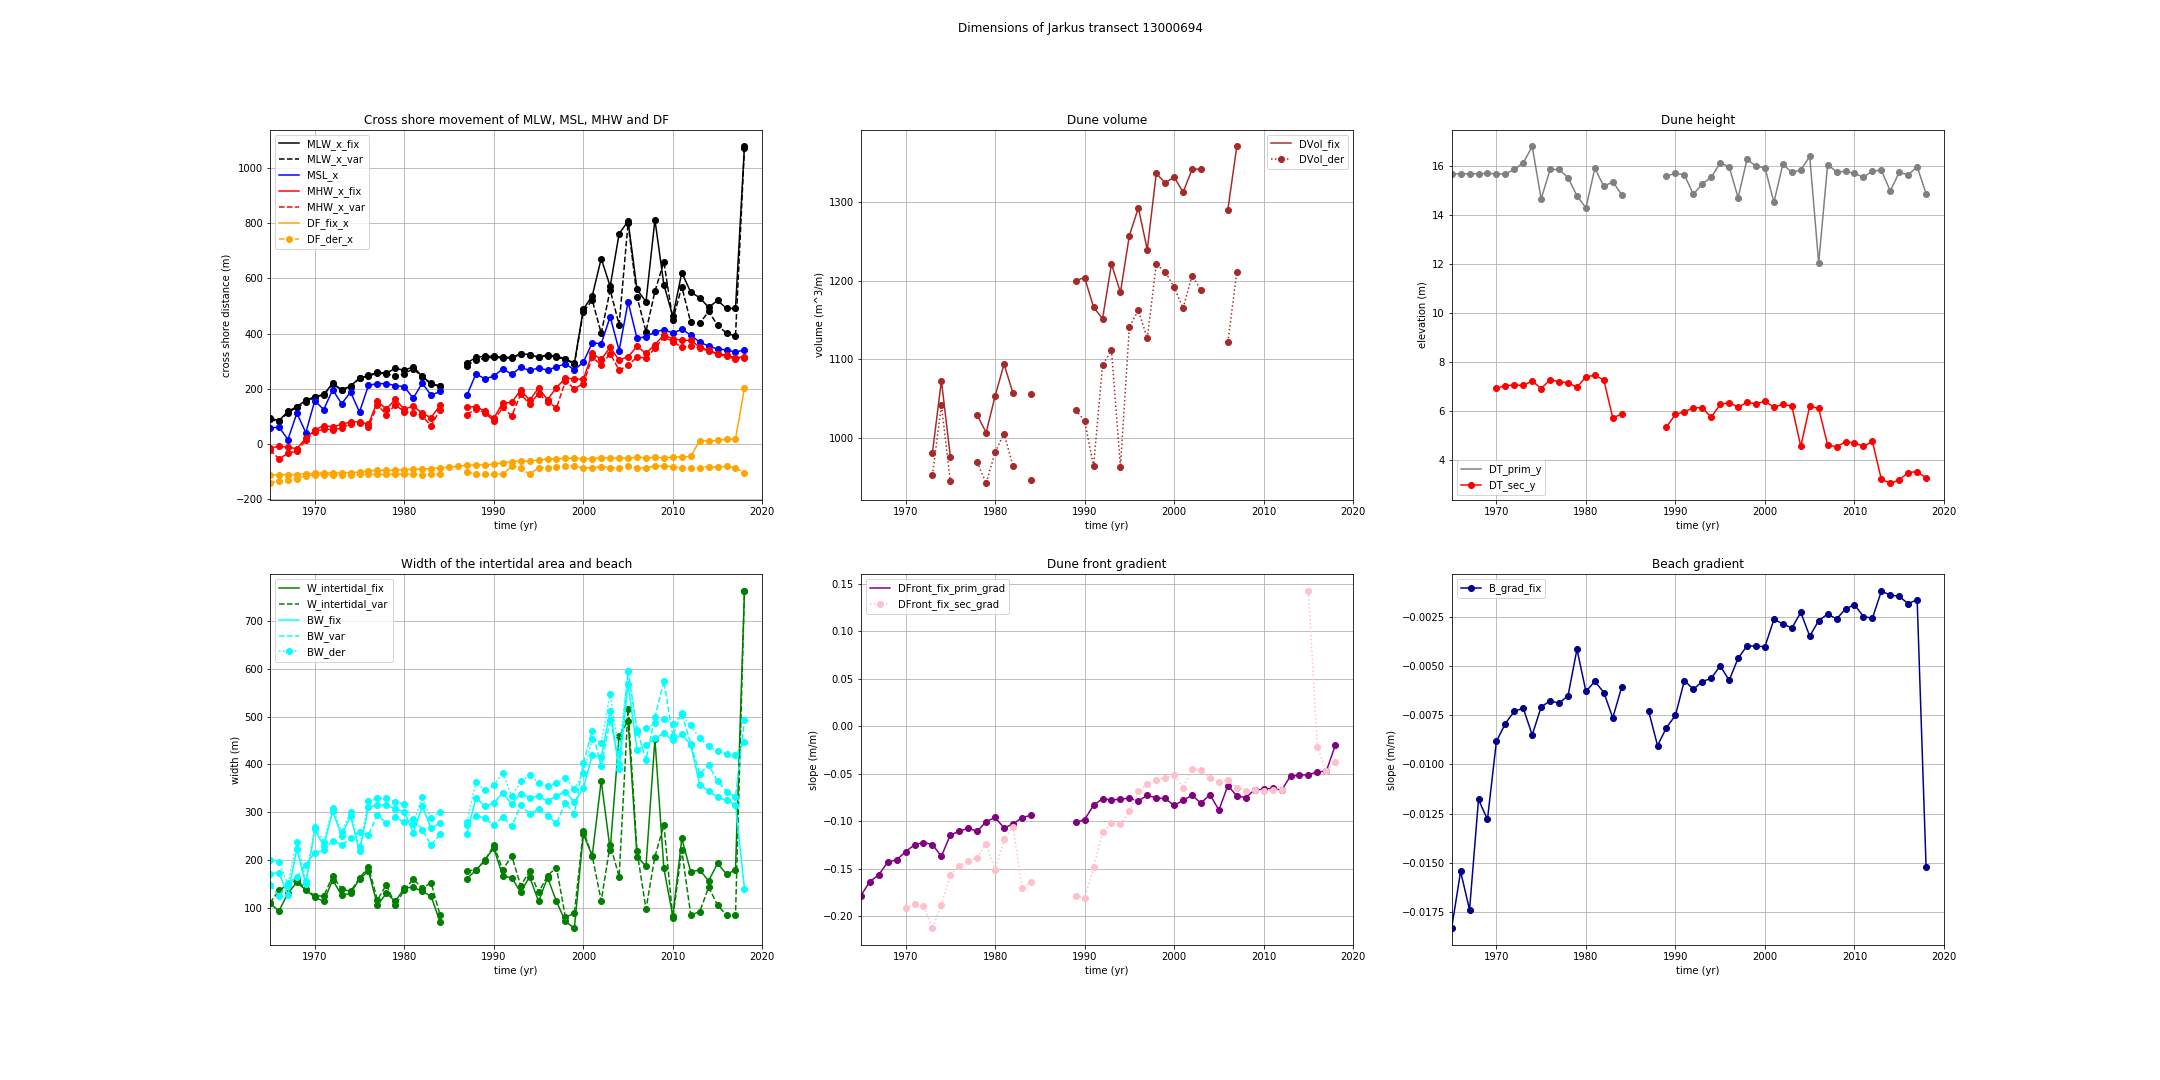 Dimensions of Jarkus transect 13000694
Cross shore movement of MLW, MSL, MHW and DF
cross shore distance (m)
1000
800
600
400
200
0
−200
MLW_x_fix
MLW_x_var
MSL_x
MHW_x_fix
MHW_x_var
DF_fix_x
DF_der_x
1970 1980 1990 2000 2010 2020
time (yr)
Dune volume
volume (m^3/m)
1300
1200
1100
1000
DVol_fix
DVol_der
1970 1980 1990 2000 2010 2020
time (yr)
Dune height
elevation (m)
16
14
12
10
8
6
4
DT_prim_y
DT_sec_y
1970 1980 1990 2000 2010 2020
time (yr)
Width of the intertidal area and beach
width (m)
700
600
500
400
300
200
100
W_intertidal_fix
W_intertidal_var
BW_fix
BW_var
BW_der
1970 1980 1990 2000 2010 2020
time (yr)
Dune front gradient
slope (m/m)
0.15
0.10
0.05
0.00
−0.05
−0.10
−0.15
−0.20
DFront_fix_prim_grad
DFront_fix_sec_grad
1970 1980 1990 2000 2010 2020
time (yr)
Beach gradient
slope (m/m)
−0.0025
−0.0050
−0.0075
−0.0100
−0.0125
−0.0150
−0.0175
B_grad_fix
1970 1980 1990 2000 2010 2020
time (yr)